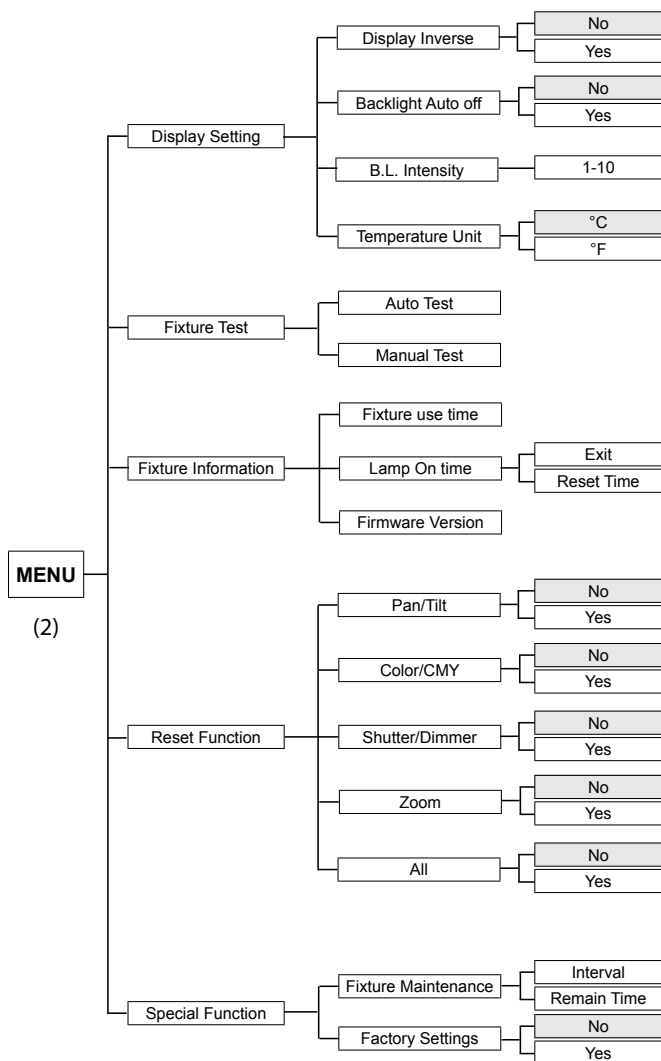 MENU
(2)
Display Setting
Display Inverse
No
Yes
Backlight Auto off
No
Yes
B.L. Intensity
1-10
Temperature Unit
°C
°F
Fixture Test
Auto Test
Manual Test
Fixture Information
Fixture use time
Lamp On time
Exit
Reset Time
Firmware Version
Reset Function
Pan/Tilt
No
Yes
Color/CMY
No
Yes
Shutter/Dimmer
No
Yes
Zoom
No
Yes
All
No
Yes
Special Function
Fixture Maintenance
Interval
Remain Time
Factory Settings
No
Yes